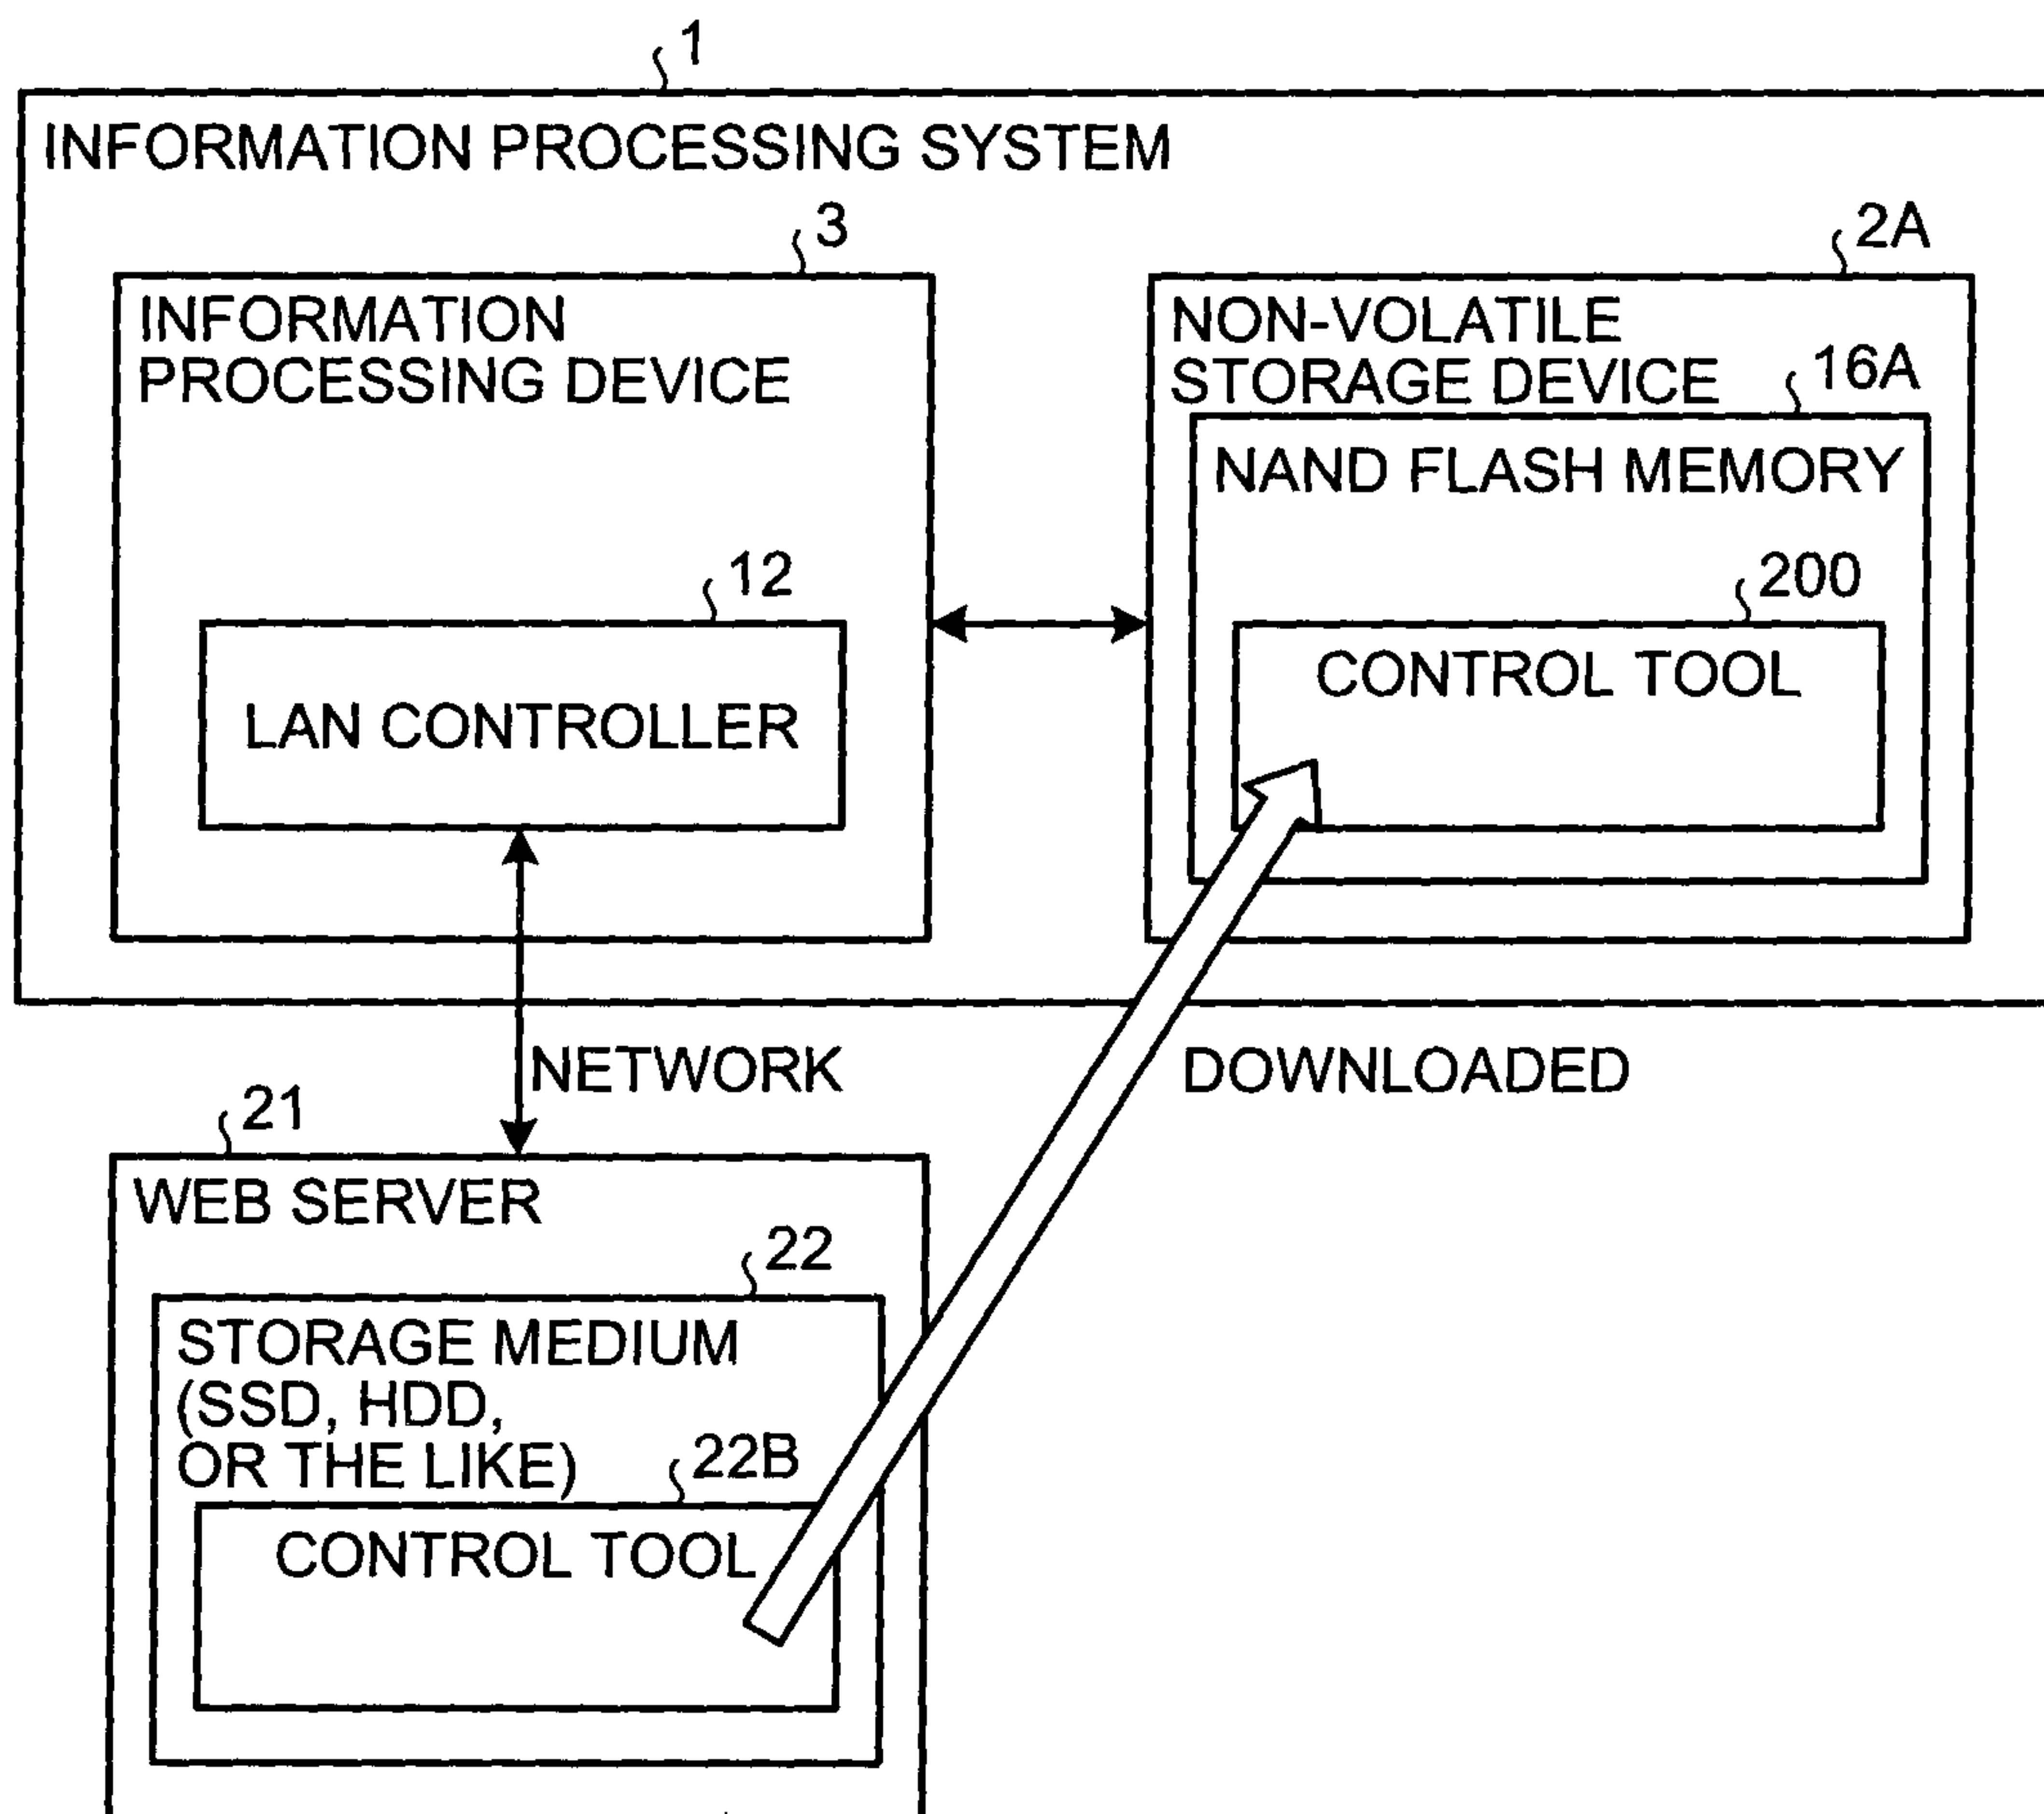 1
INFORMATION PROCESSING SYSTEM
3
INFORMATION
PROCESSING DEVICE
12
LAN CONTROLLER
2A
NON-VOLATILE
STORAGE DEVICE
16A
NAND FLASH MEMORY
200
CONTROL TOOL
NETWORK
DOWNLOADED
21
WEB SERVER
22
STORAGE MEDIUM
(SSD, HDD,
OR THE LIKE)
22B
CONTROL TOOL